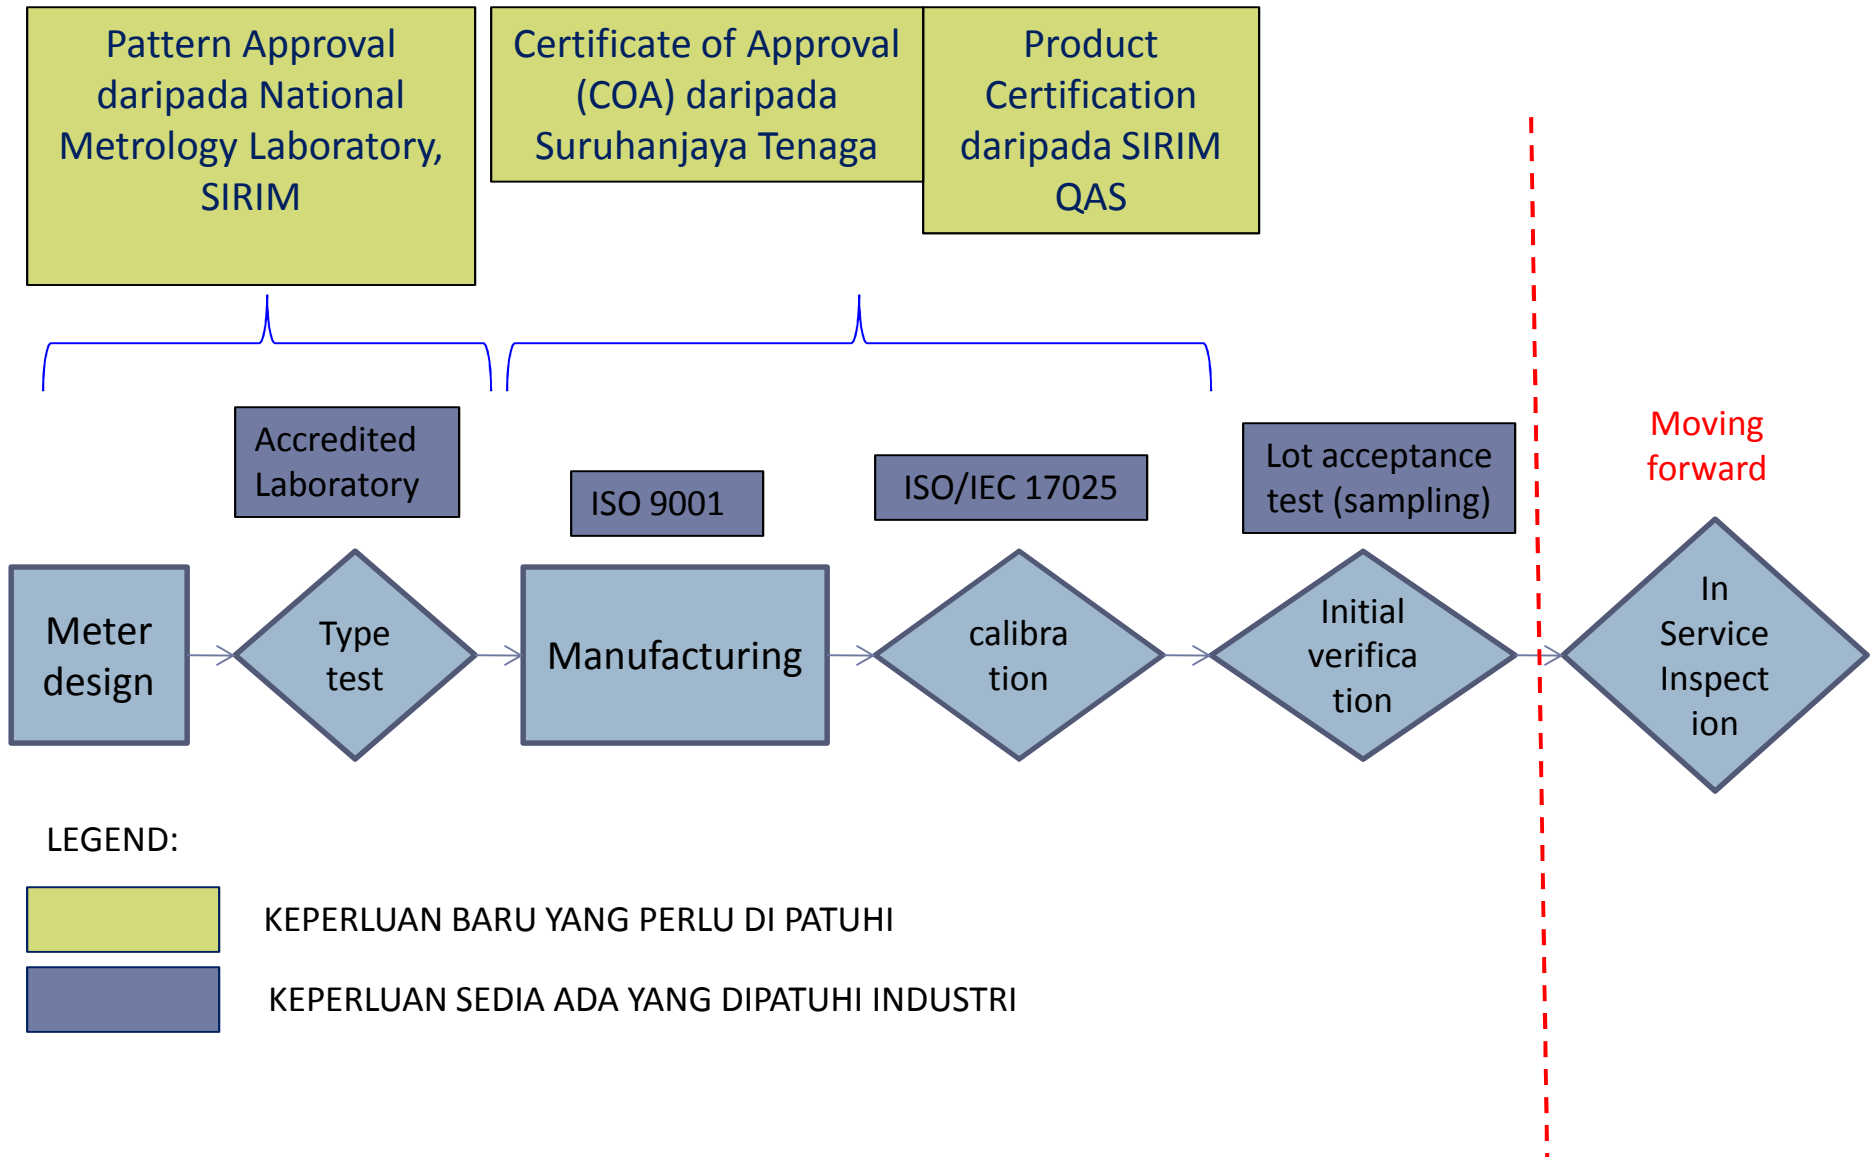 Pattern Approval
daripada National
Metrology Laboratory,
SIRIM
Certificate of Approval
(COA) daripada
Suruhanjaya Tenaga
Product
Certification
daripada SIRIM
QAS
Accredited
Laboratory
ISO 9001
ISO/IEC 17025
Lot acceptance
test (sampling)
Moving
forward
Meter
design
Type
test
Manufacturing
calibra
tion
Initial
verifica
tion
In
Service
Inspect
ion
LEGEND:
KEPERLUAN BARU YANG PERLU DI PATUHI
KEPERLUAN SEDIA ADA YANG DIPATUHI INDUSTRI